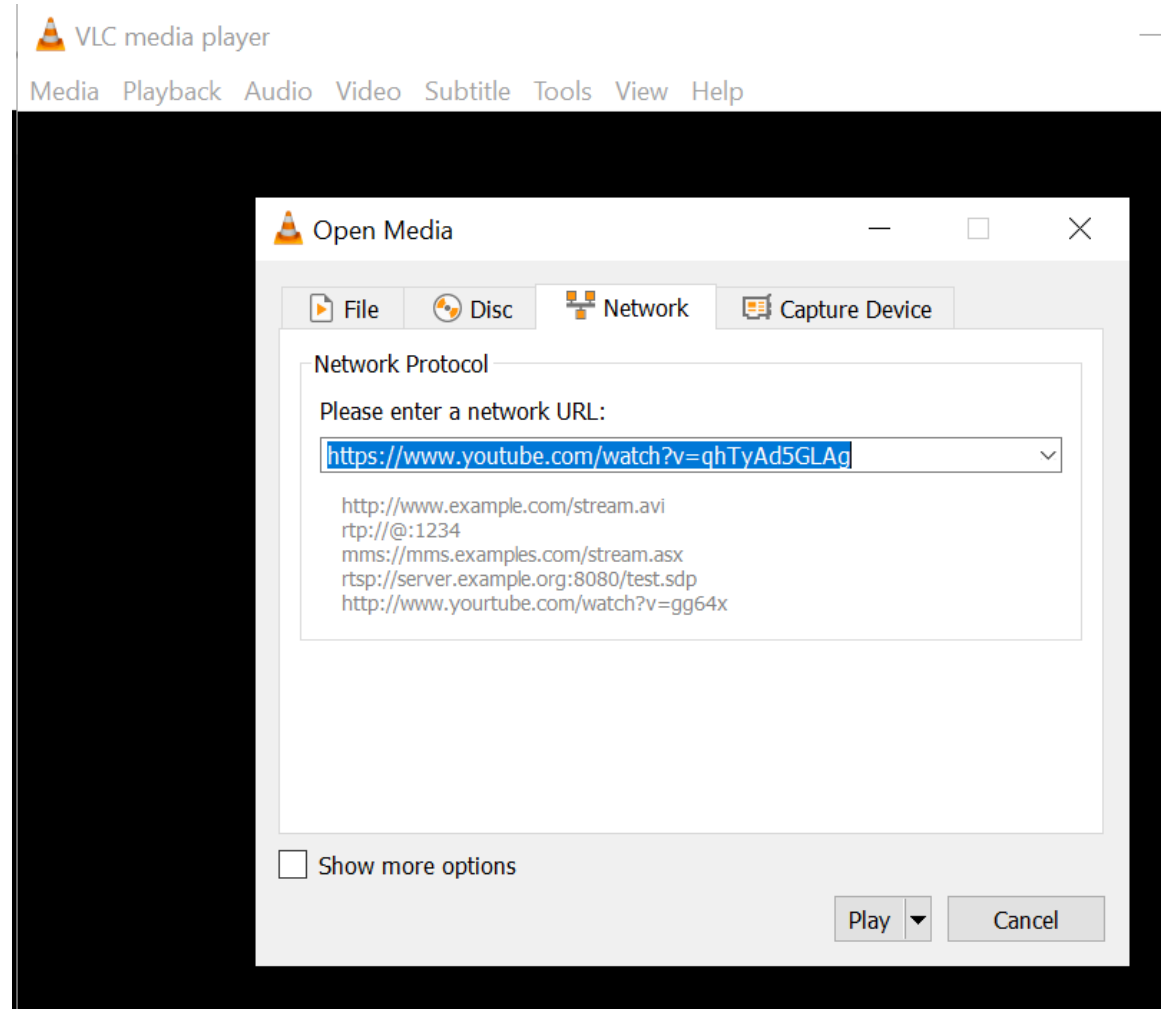 VLC media player
Media Playback Audio Video Subtitle Tools View Help
Open Media
File Disc Network Capture Device
Network Protocol
Please enter a network URL:
https://www.youtube.com/watch?v=qhTyAd5GLAg
http://www.example.com/stream.avi
rtp://@:1234
mms://mms.examples.com/stream.asx
rtsp://server.example.org:8080/test.sdp
http://www.yourtube.com/watch?v=gg64x
Show more options
Play Cancel